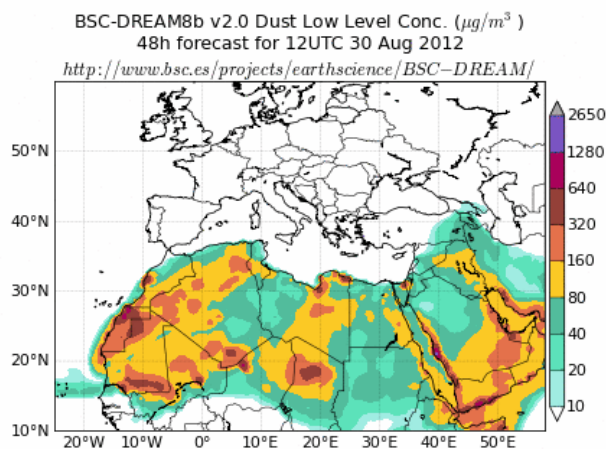 BSC-DREAM8b v2.0 Dust Low Level Conc. (μg/m³ )
48h forecast for 12UTC 30 Aug 2012
http://www.bsc.es/projects/earthscience/BSC−DREAM/
50°N
40°N
30°N
20°N
10°N
20°W
10°W
0°
10°E
20°E
30°E
40°E
50°E
2650
1280
640
320
160
80
40
20
10